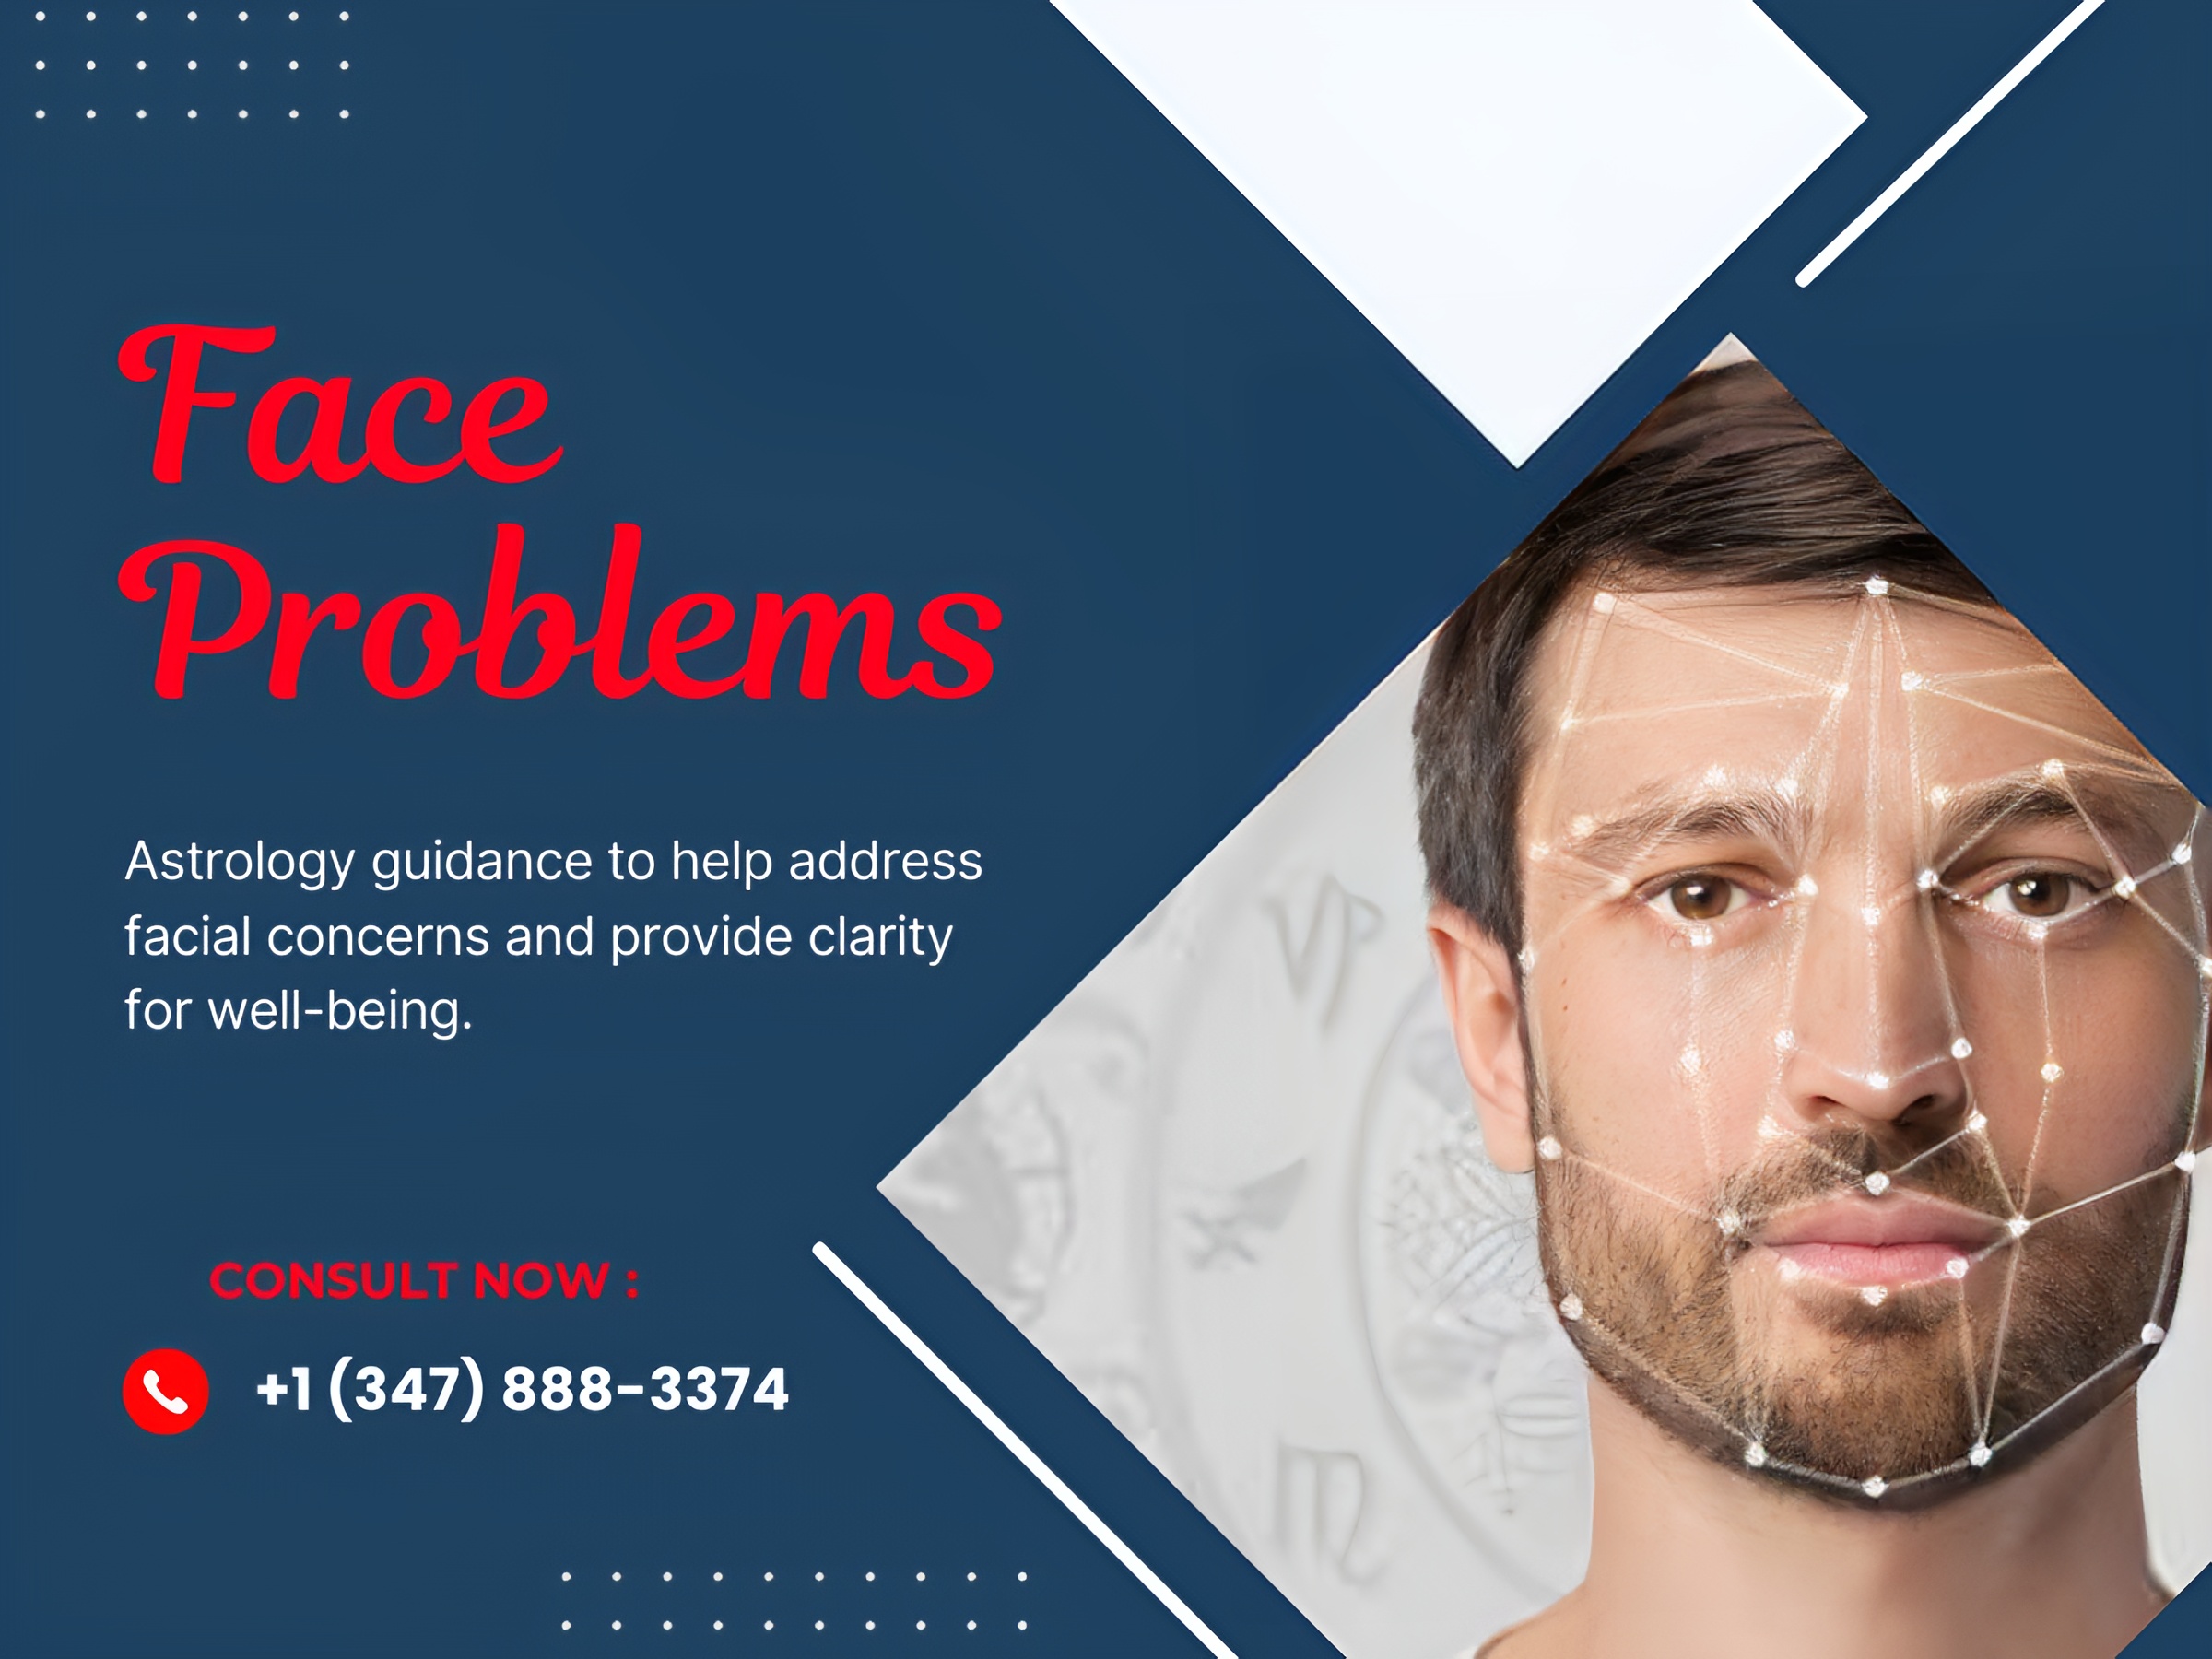 Face
Problems
Astrology guidance to help address
facial concerns and provide clarity
for well-being.
CONSULT NOW :
+1 (347) 888-3374